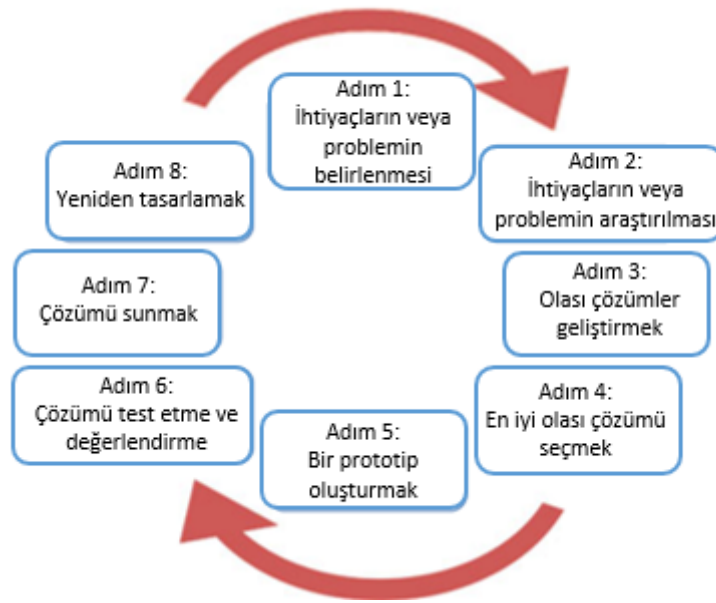 Adım 1:
İhtiyaçların veya
problemin
belirlenmesi
Adım 2:
İhtiyaçların veya
problemin araştırılması
Adım 3:
Olası çözümler
geliştirmek
Adım 4:
En iyi olası çözümü
seçmek
Adım 5:
Bir prototip
oluşturmak
Adım 6:
Çözümü test etme ve
değerlendirme
Adım 7:
Çözümü sunmak
Adım 8:
Yeniden tasarlamak